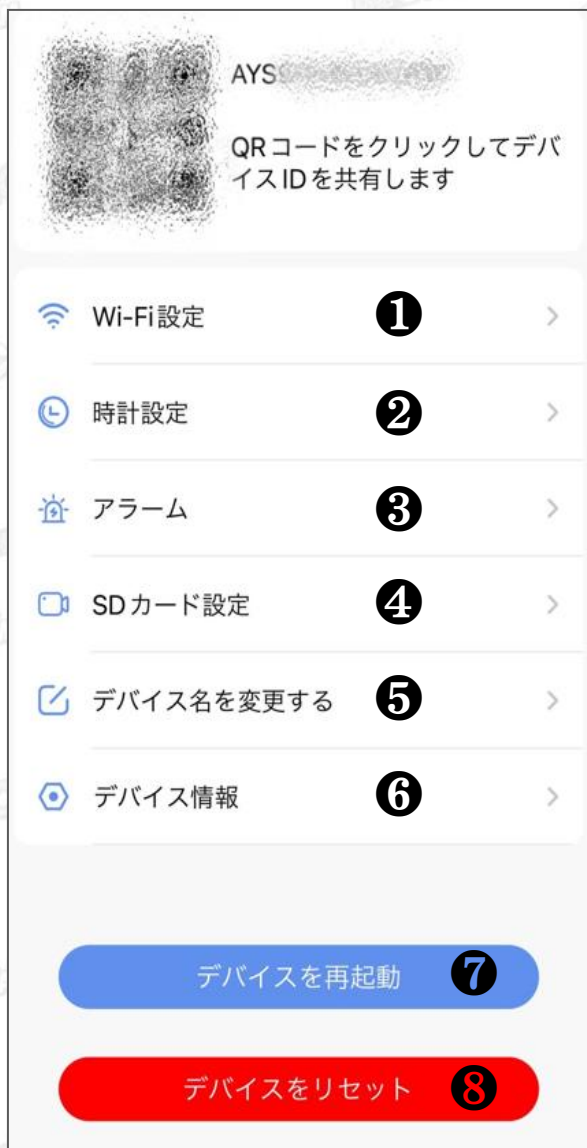 AYS
QRコードをクリックしてデバ
イスIDを共有します
Wi-Fi設定 ❶
時計設定 ❷
アラーム ❸
SDカード設定 ❹
デバイス名を変更する ❺
デバイス情報 ❻
デバイスを再起動 ❼
デバイスをリセット ❽